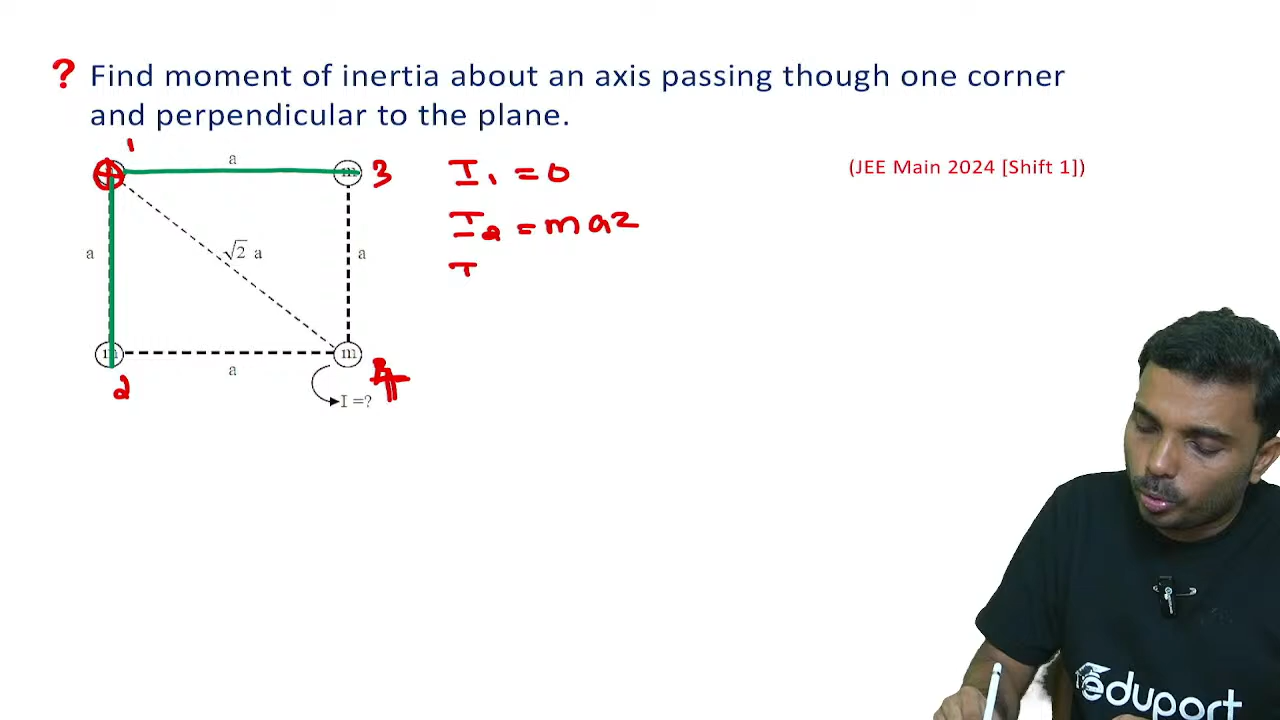 ? Find moment of inertia about an axis passing though one corner
and perpendicular to the plane.
(JEE Main 2024 [Shift 1])
1
a
m 3
I1 = 0
I2 = ma2
I
a
√2 a
a
m
m
a
2
4
I =?
eduport